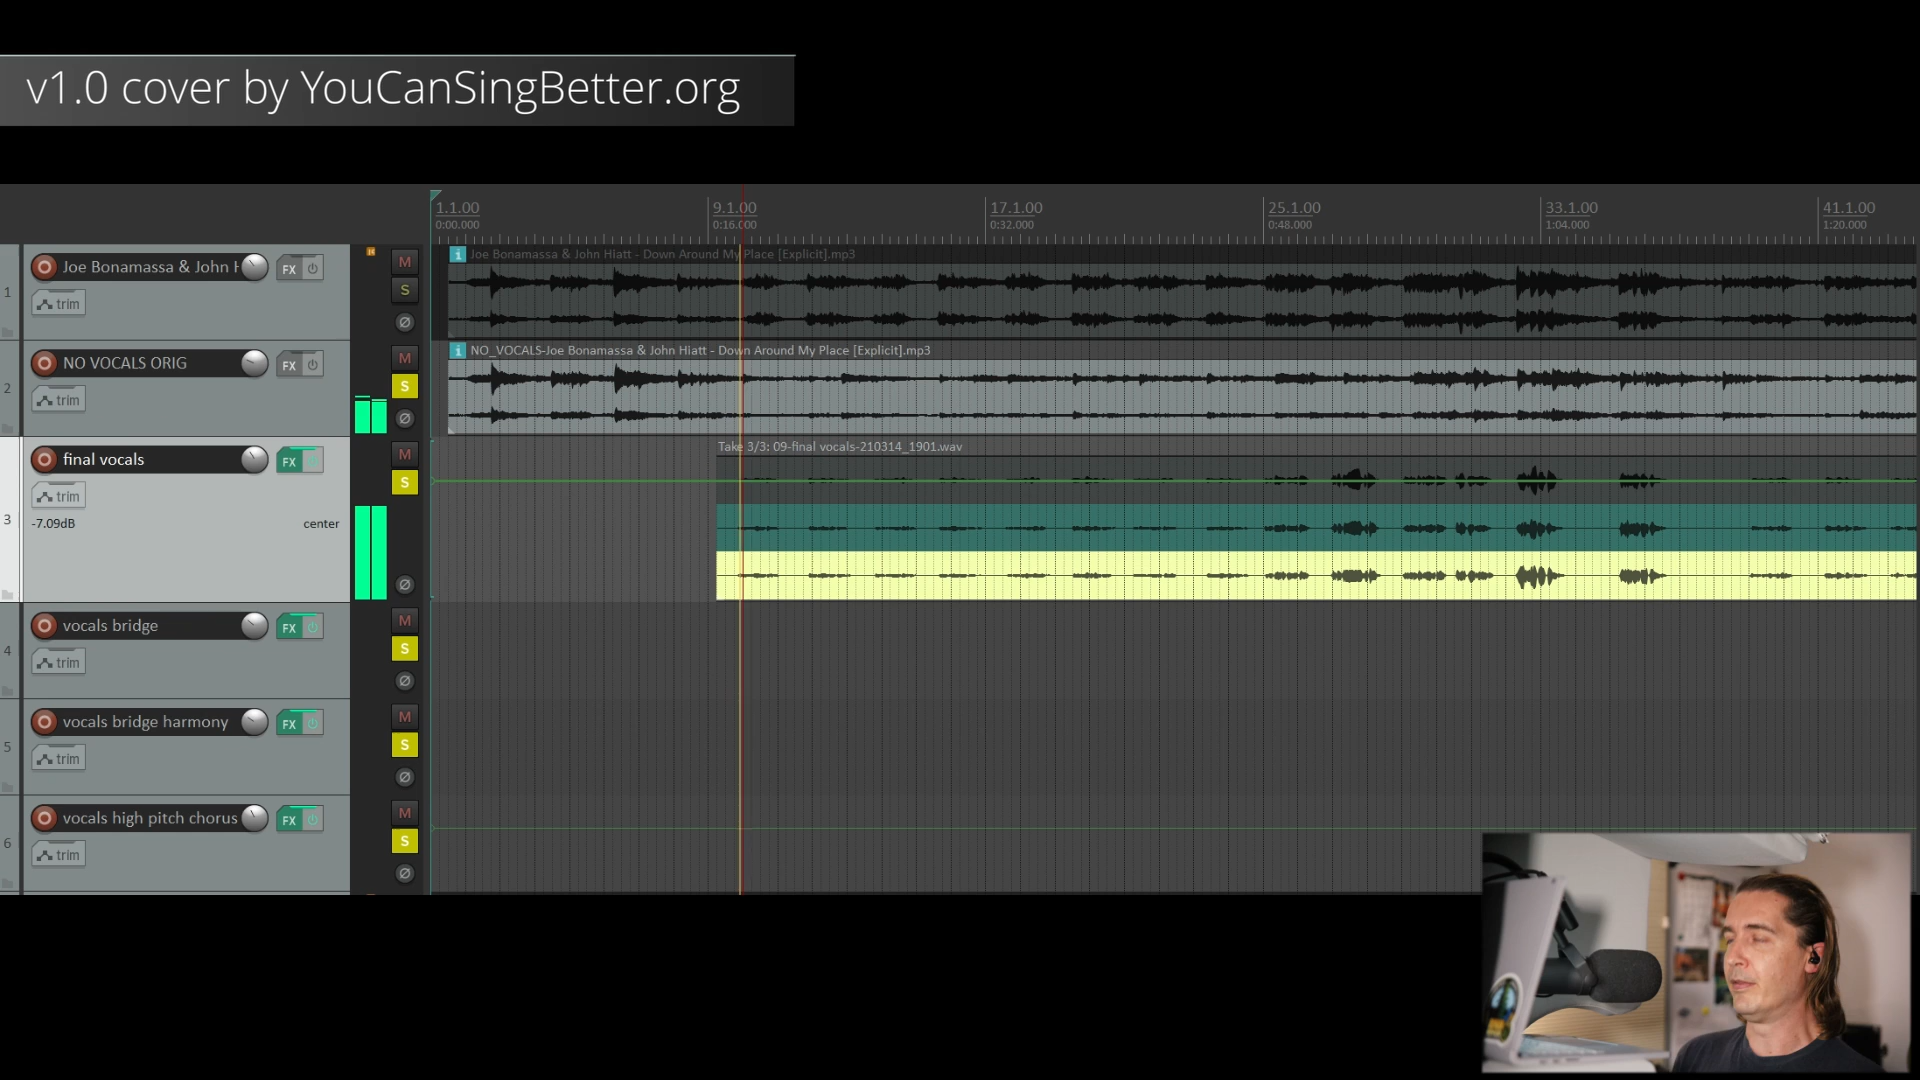 v1.0 cover by YouCanSingBetter.org
1.1.00 9.1.00 17.1.00 25.1.00 33.1.00 41.1.00
0:00.000 0:16.000 0:32.000 0:48.000 1:04.000 1:20.000
1
Joe Bonamassa & John H
FX
trim
M
S
Joe Bonamassa & John Hiatt - Down Around My Place [Explicit].mp3
2
NO VOCALS ORIG
FX
trim
M
S
NO_VOCALS-Joe Bonamassa & John Hiatt - Down Around My Place [Explicit].mp3
3
final vocals
FX
trim
-7.09dB center
M
S
Take 3/3: 09-final vocals-210314_1901.wav
4
vocals bridge
FX
trim
M
S
5
vocals bridge harmony
FX
trim
M
S
6
vocals high pitch chorus
FX
trim
M
S